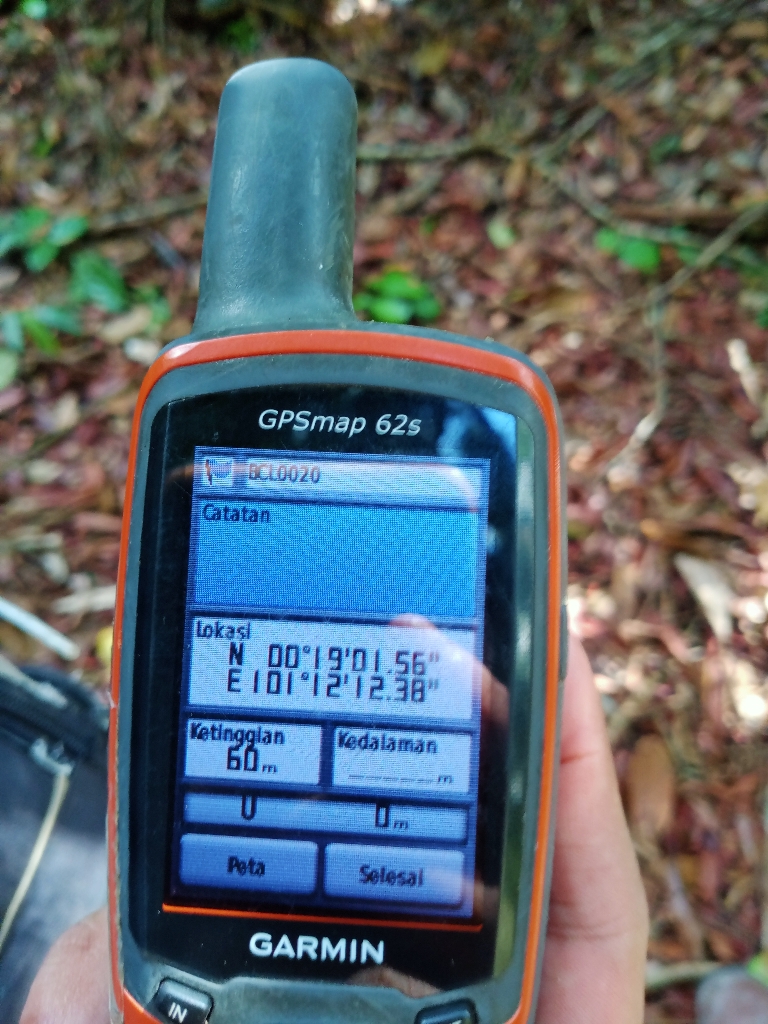 GPSmap 62s
BCL0020
Catatan
Lokasi
N 00°19'01.56"
E101°12'12.38"
Ketinggian Kedalaman
60m _______m
U 0m
Peta Selesai
GARMIN
IN